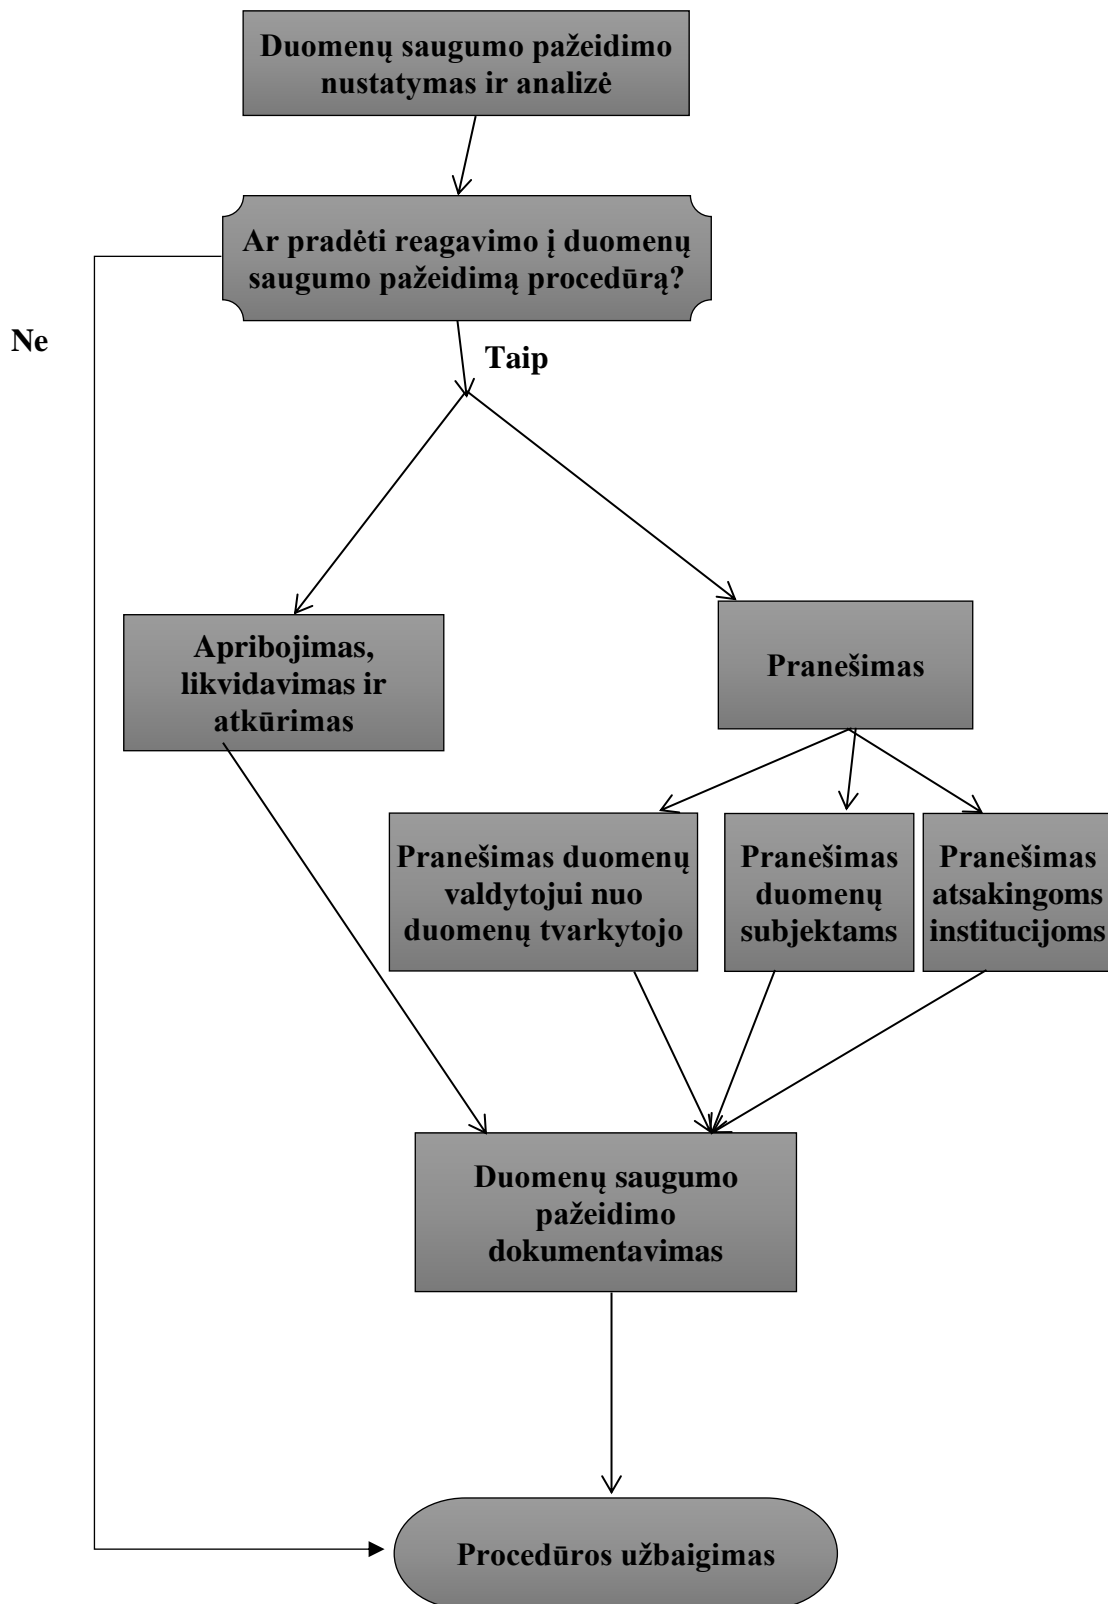 Duomenų saugumo pažeidimo
nustatymas ir analizė
Ar pradėti reagavimo į duomenų
saugumo pažeidimą procedūrą?
Ne
Taip
Apribojimas,
likvidavimas ir
atkūrimas
Pranešimas
Pranešimas duomenų
valdytojui nuo
duomenų tvarkytojo
Pranešimas
duomenų
subjektams
Pranešimas
atsakingoms
institucijoms
Duomenų saugumo
pažeidimo
dokumentavimas
Procedūros užbaigimas